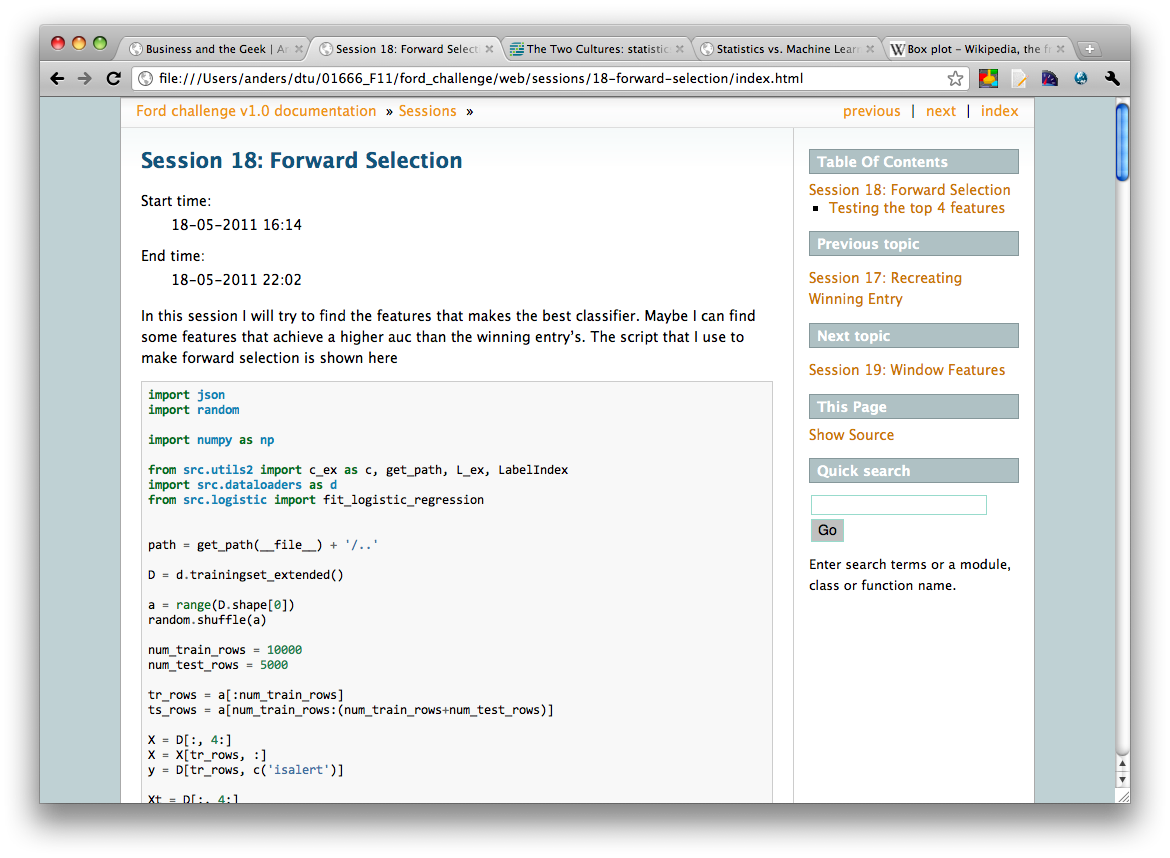 Business and the Geek | Ar
Session 18: Forward Select
The Two Cultures: statistic
Statistics vs. Machine Lear
W Box plot – Wikipedia, the fr
file:///Users/anders/dtu/01666_F11/ford_challenge/web/sessions/18-forward-selection/index.html
Ford challenge v1.0 documentation » Sessions »
previous | next | index
Session 18: Forward Selection
Start time:
18-05-2011 16:14
End time:
18-05-2011 22:02
In this session I will try to find the features that makes the best classifier. Maybe I can find
some features that achieve a higher auc than the winning entry’s. The script that I use to
make forward selection is shown here
import json
import random
import numpy as np
from src.utils2 import c_ex as c, get_path, L_ex, LabelIndex
import src.dataloaders as d
from src.logistic import fit_logistic_regression
path = get_path(__file__) + '/..'
D = d.trainingset_extended()
a = range(D.shape[0])
random.shuffle(a)
num_train_rows = 10000
num_test_rows = 5000
tr_rows = a[:num_train_rows]
ts_rows = a[num_train_rows:(num_train_rows+num_test_rows)]
X = D[:, 4:]
X = X[tr_rows, :]
y = D[tr_rows, c('isalert')]
Xt = D[:, 4:]
Table Of Contents
Session 18: Forward Selection
Testing the top 4 features
Previous topic
Session 17: Recreating
Winning Entry
Next topic
Session 19: Window Features
This Page
Show Source
Quick search
Go
Enter search terms or a module,
class or function name.